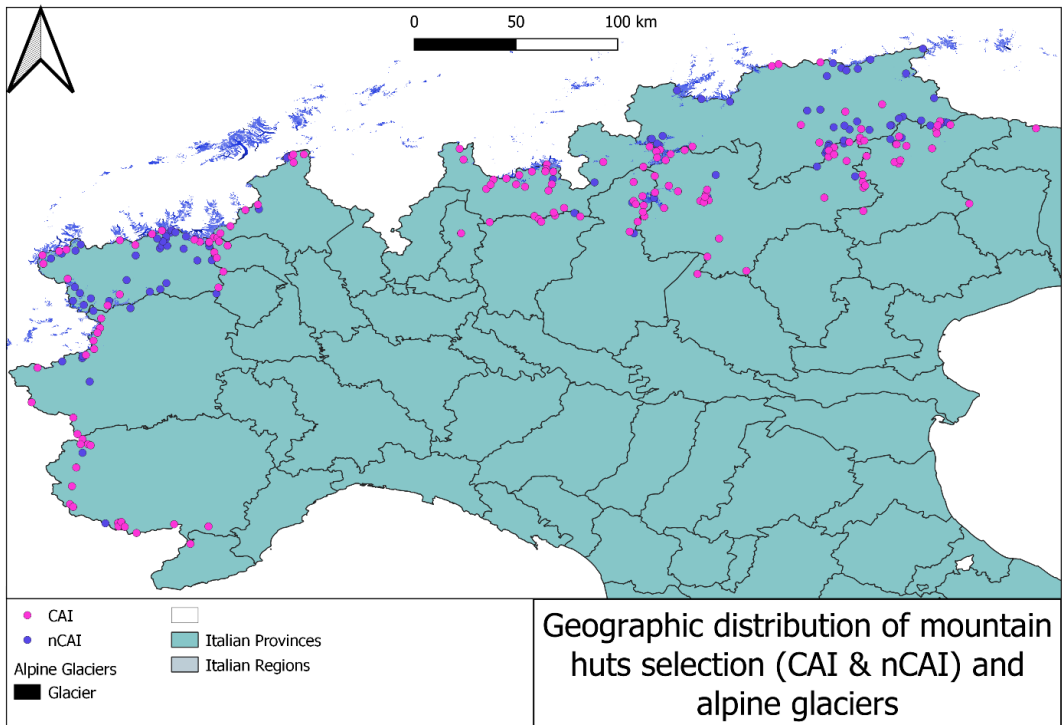 0 50 100 km
CAI
nCAI
Alpine Glaciers
Glacier
Italian Provinces
Italian Regions
Geographic distribution of mountain
huts selection (CAI & nCAI) and
alpine glaciers